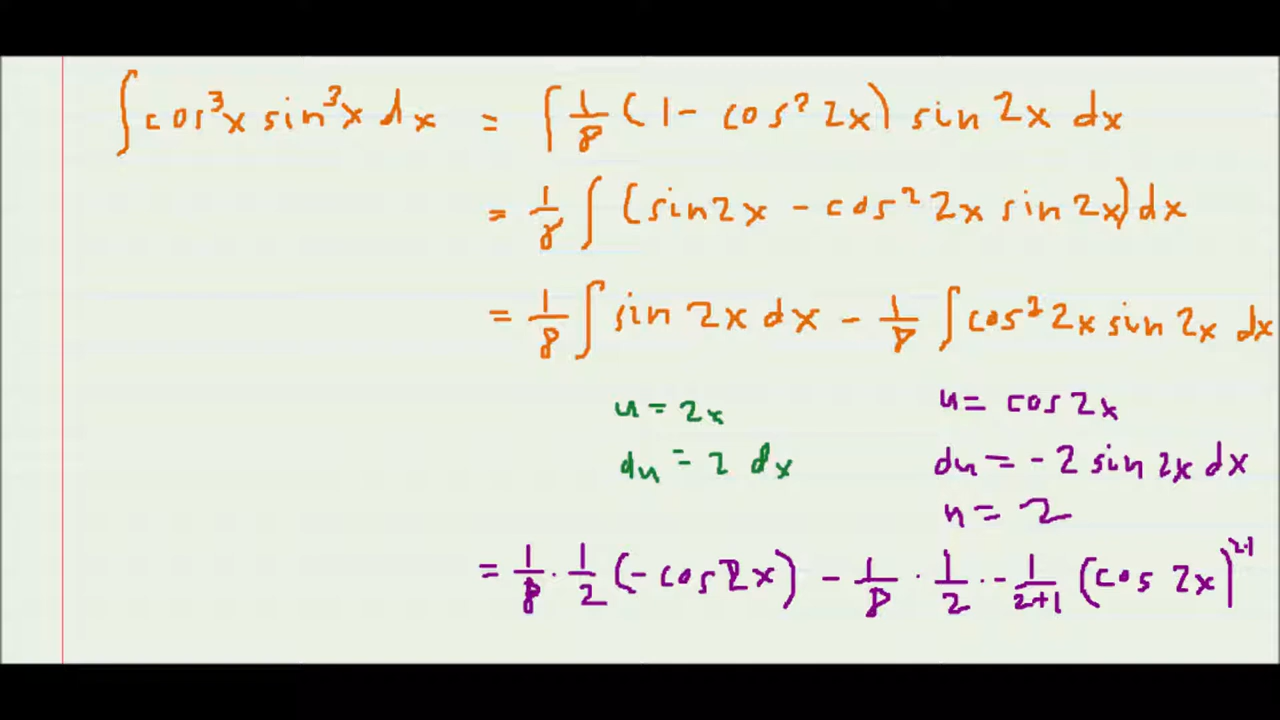 ∫cos³x sin³x dx = ∫ 1/8 (1 - cos² 2x) sin 2x dx
= 1/8 ∫ (sin2x - cos² 2x sin 2x)dx
= 1/8 ∫ sin 2x dx - 1/8 ∫ cos² 2x sin 2x dx
u = 2x u = cos 2x
du = 2 dx du = -2 sin 2x dx
n = 2
= 1/8 · 1/2 (-cos 2x) - 1/8 · 1/2 · - 1/(2+1) (cos 2x)²⁺¹